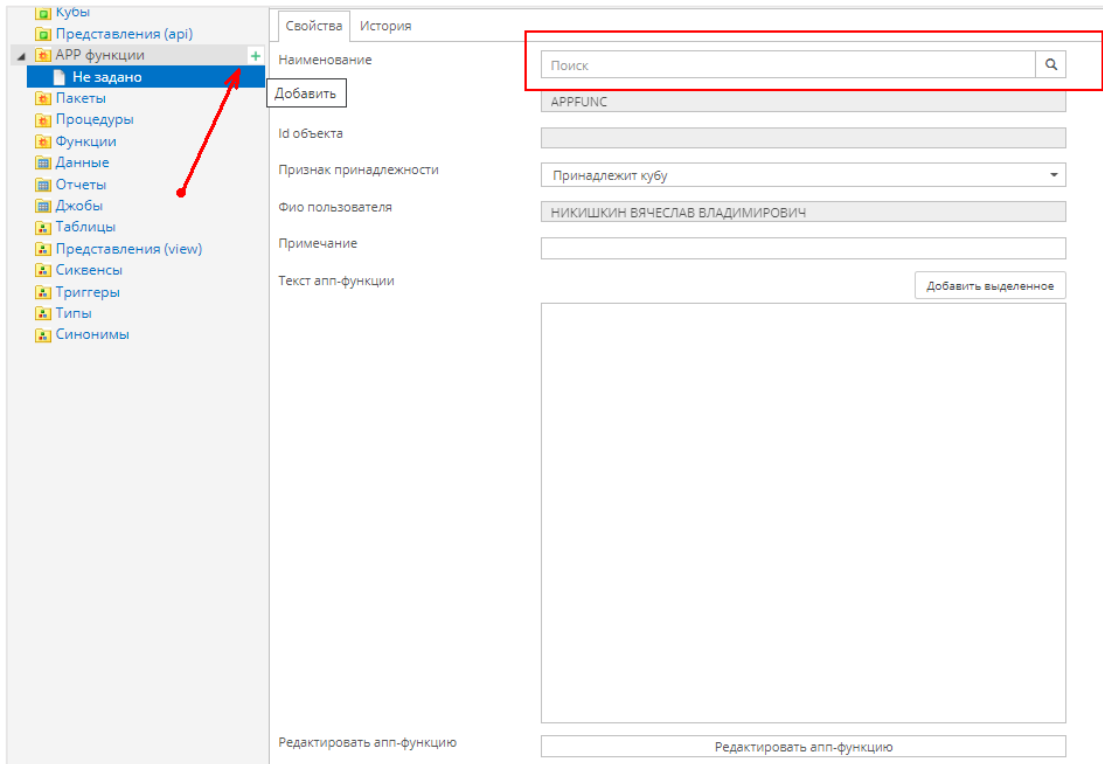 Кубы
Представления (api)
APP функции
Не задано
Пакеты
Процедуры
Функции
Данные
Отчеты
Джобы
Таблицы
Представления (view)
Сиквенсы
Триггеры
Типы
Синонимы
Свойства История
Наименование Поиск
Добавить APPFUNC
Id объекта
Признак принадлежности Принадлежит кубу
Фио пользователя НИКИШКИН ВЯЧЕСЛАВ ВЛАДИМИРОВИЧ
Примечание
Текст апп-функции Добавить выделенное
Редактировать апп-функцию Редактировать апп-функцию